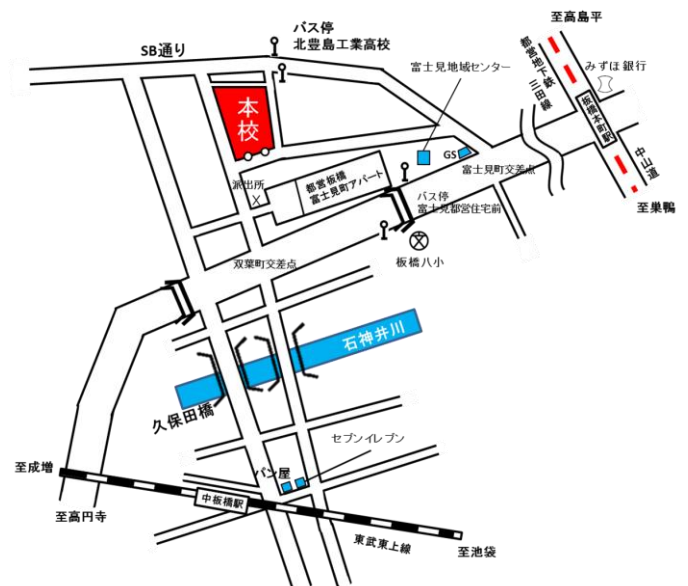 至高島平
バス停
北豊島工業高校
SB通り
都営地下鉄
三田線
みずほ銀行
富士見地域センター
板橋本町駅
本校
GS
中山道
富士見町交差点
派出所
都営板橋
富士見町アパート
バス停
富士見都営住宅前
至巣鴨
文
板橋八小
双葉町交差点
石神井川
久保田橋
セブンイレブン
至成増
パン屋
中板橋駅
至高円寺
東武東上線
至池袋